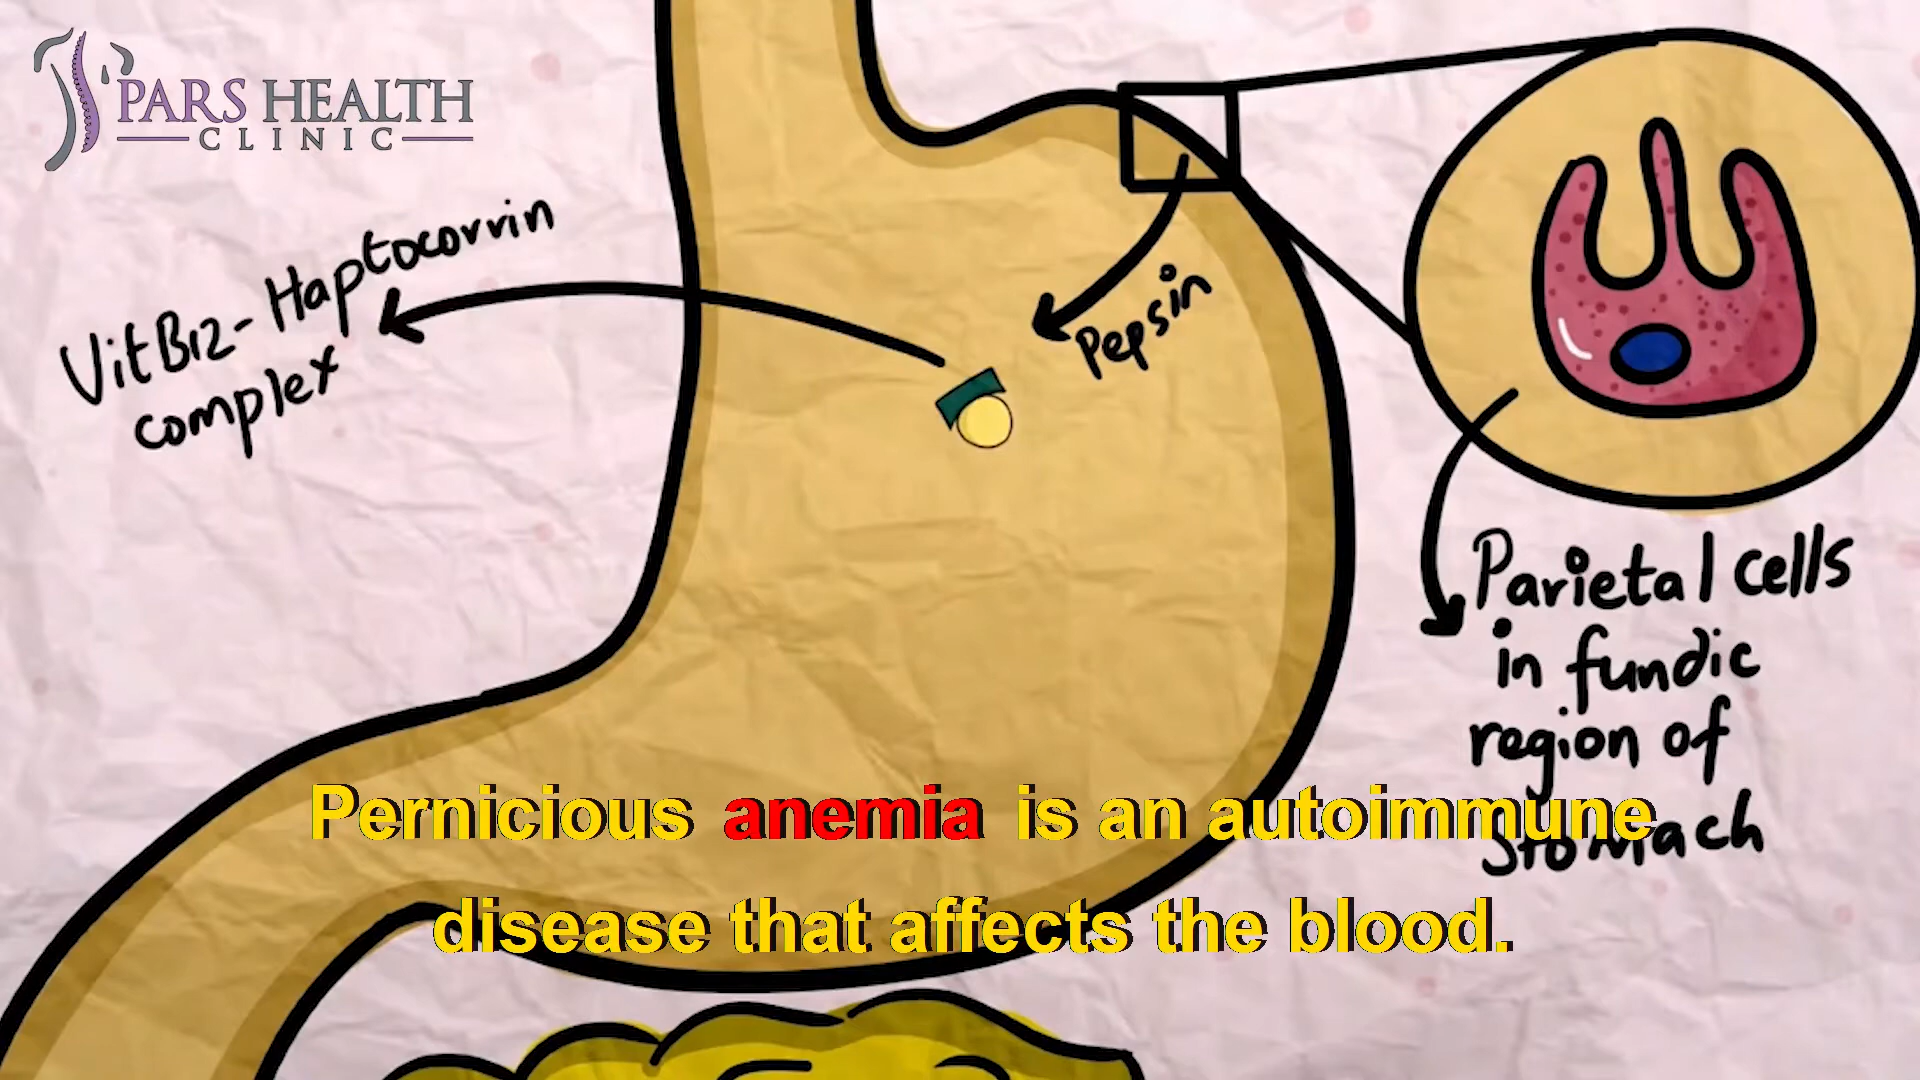 PARS HEALTH
CLINIC
VitB12-Haptocorrin
complex
Pepsin
Parietal cells
in fundic
region of
stomach
Pernicious anemia is an autoimmune
disease that affects the blood.